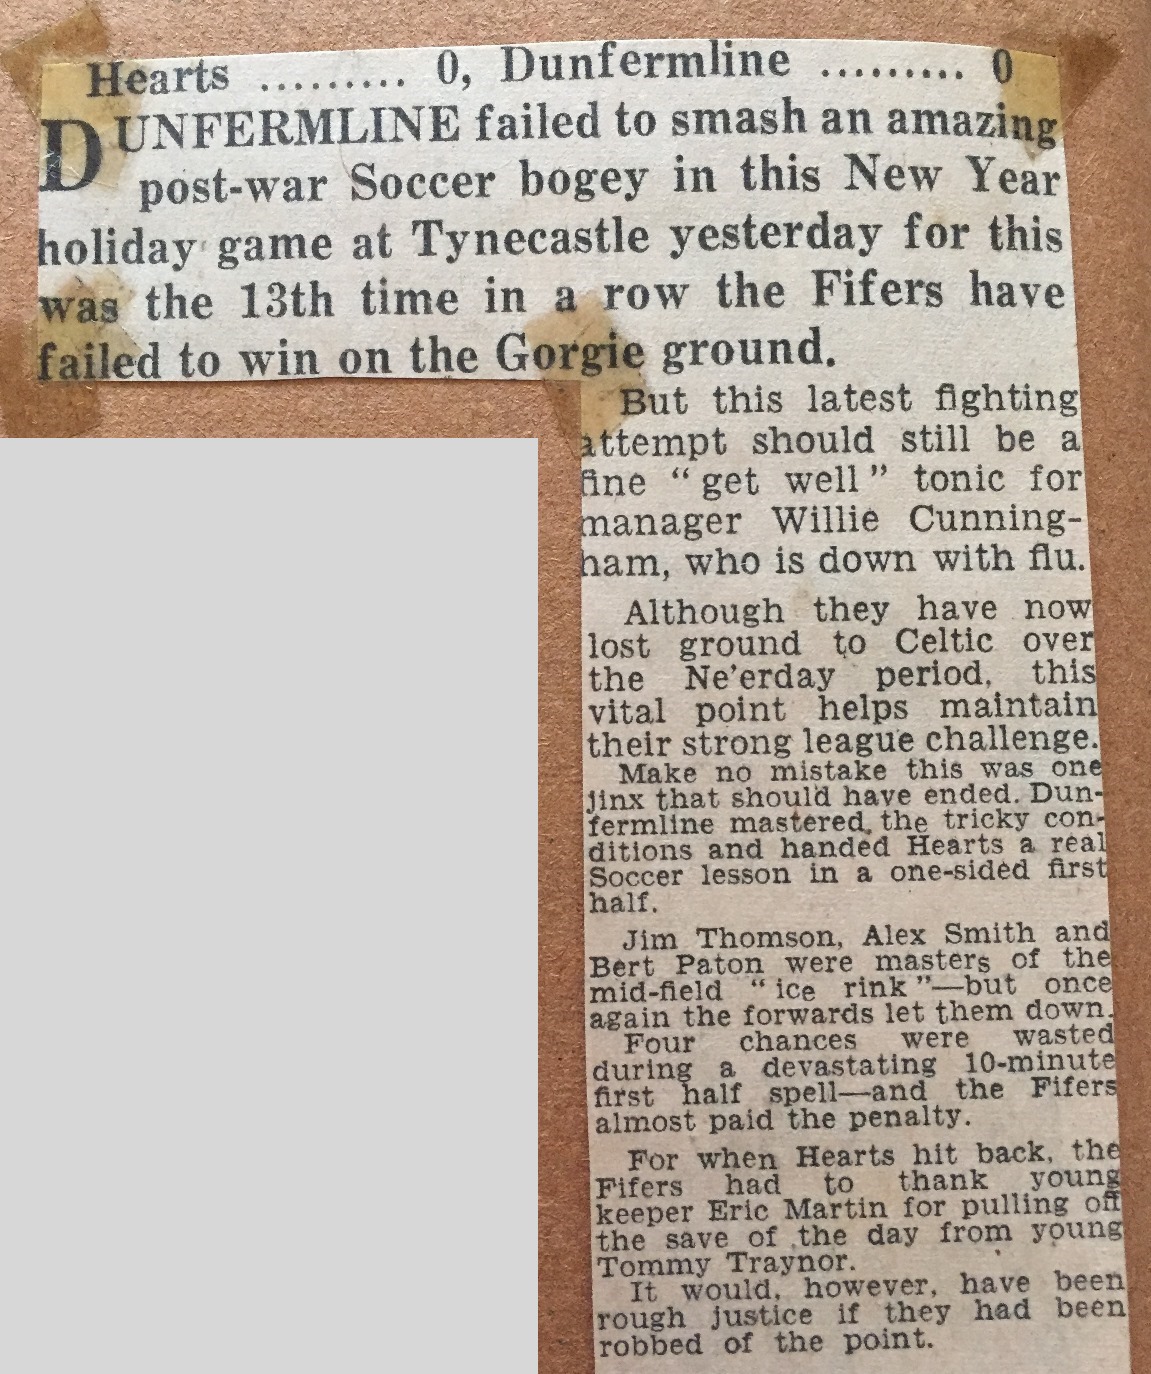 Hearts ......... 0, Dunfermline ......... 0
DUNFERMLINE failed to smash an amazing
post-war Soccer bogey in this New Year
holiday game at Tynecastle yesterday for this
was the 13th time in a row the Fifers have
failed to win on the Gorgie ground.
But this latest fighting
attempt should still be a
fine “ get well ” tonic for
manager Willie Cunning-
ham, who is down with flu.
Although they have now
lost ground to Celtic over
the Ne'erday period, this
vital point helps maintain
their strong league challenge.
Make no mistake this was one
jinx that should have ended. Dun-
fermline mastered the tricky con-
ditions and handed Hearts a real
Soccer lesson in a one-sided first
half.
Jim Thomson, Alex Smith and
Bert Paton were masters of the
mid-field “ ice rink ”—but once
again the forwards let them down.
Four chances were wasted
during a devastating 10-minute
first half spell—and the Fifers
almost paid the penalty.
For when Hearts hit back, the
Fifers had to thank young
keeper Eric Martin for pulling off
the save of the day from young
Tommy Traynor.
It would, however, have been
rough justice if they had been
robbed of the point.